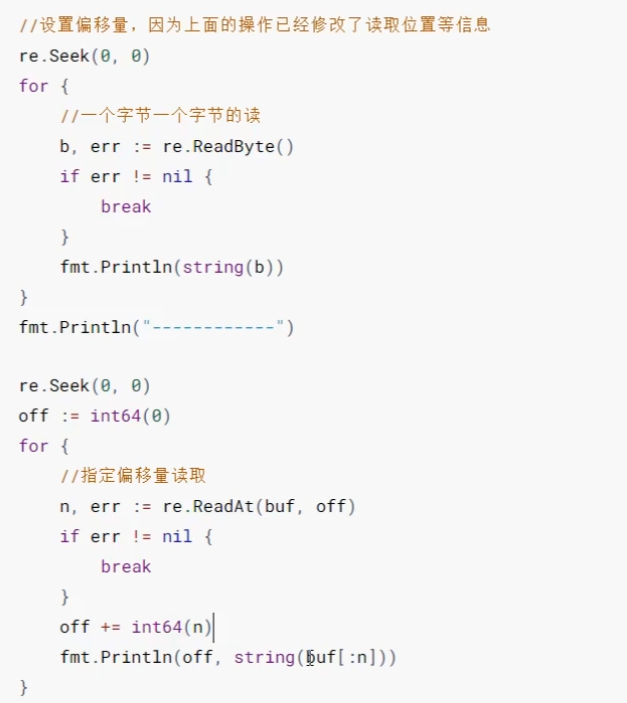 //设置偏移量，因为上面的操作已经修改了读取位置等信息
re.Seek(0, 0)
for {
    //一个字节一个字节的读
    b, err := re.ReadByte()
    if err != nil {
        break
    }
    fmt.Println(string(b))
}
fmt.Println("------------")

re.Seek(0, 0)
off := int64(0)
for {
    //指定偏移量读取
    n, err := re.ReadAt(buf, off)
    if err != nil {
        break
    }
    off += int64(n)
    fmt.Println(off, string(buf[:n]))
}